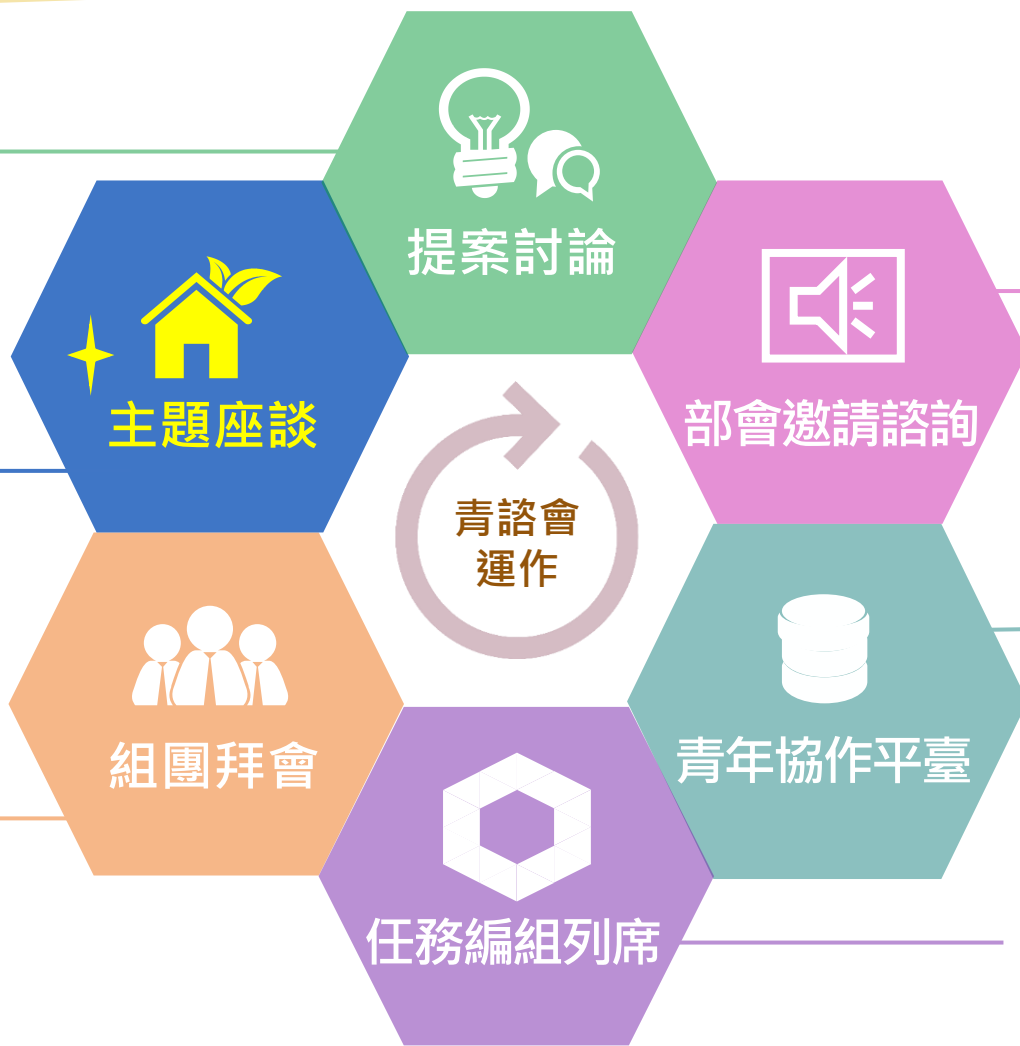 提案討論
部會邀請諮詢
主題座談
青諮會
運作
組團拜會
青年協作平臺
任務編組列席